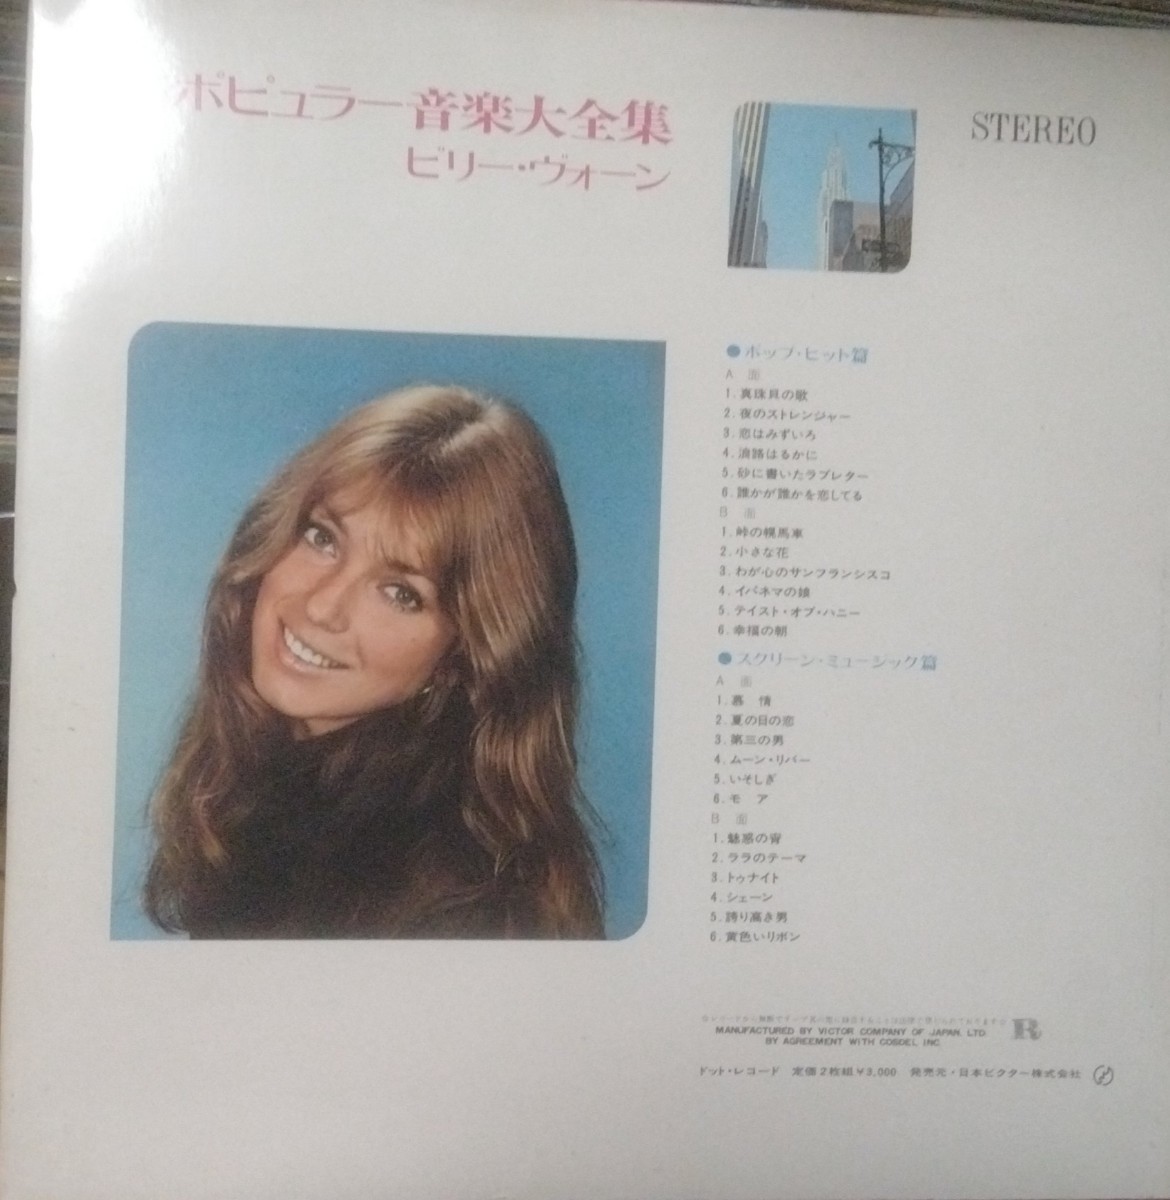 ポピュラー音楽大全集
ビリー・ヴォーン
STEREO
●ポップ・ヒット篇
A 面
1. 真珠貝の歌
2. 夜のストレンジャー
3. 恋はみずいろ
4. 浪路はるかに
5. 砂に書いたラブレター
6. 誰かが誰かを恋してる
B 面
1. 峠の幌馬車
2. 小さな花
3. わが心のサンフランシスコ
4. イパネマの娘
5. テイスト・オブ・ハニー
6. 幸福の朝
●スクリーン・ミュージック篇
A 面
1. 慕 情
2. 夏の日の恋
3. 第三の男
4. ムーン・リバー
5. いそしぎ
6. モ ア
B 面
1. 魅惑の宵
2. ララのテーマ
3. トゥナイト
4. シェーン
5. 誇り高き男
6. 黄色いリボン
MANUFACTURED BY VICTOR COMPANY OF JAPAN, LTD.
BY AGREEMENT WITH COSDEL INC.
R
ドット・レコード 定価2枚組¥3,000 発売元・日本ビクター株式会社